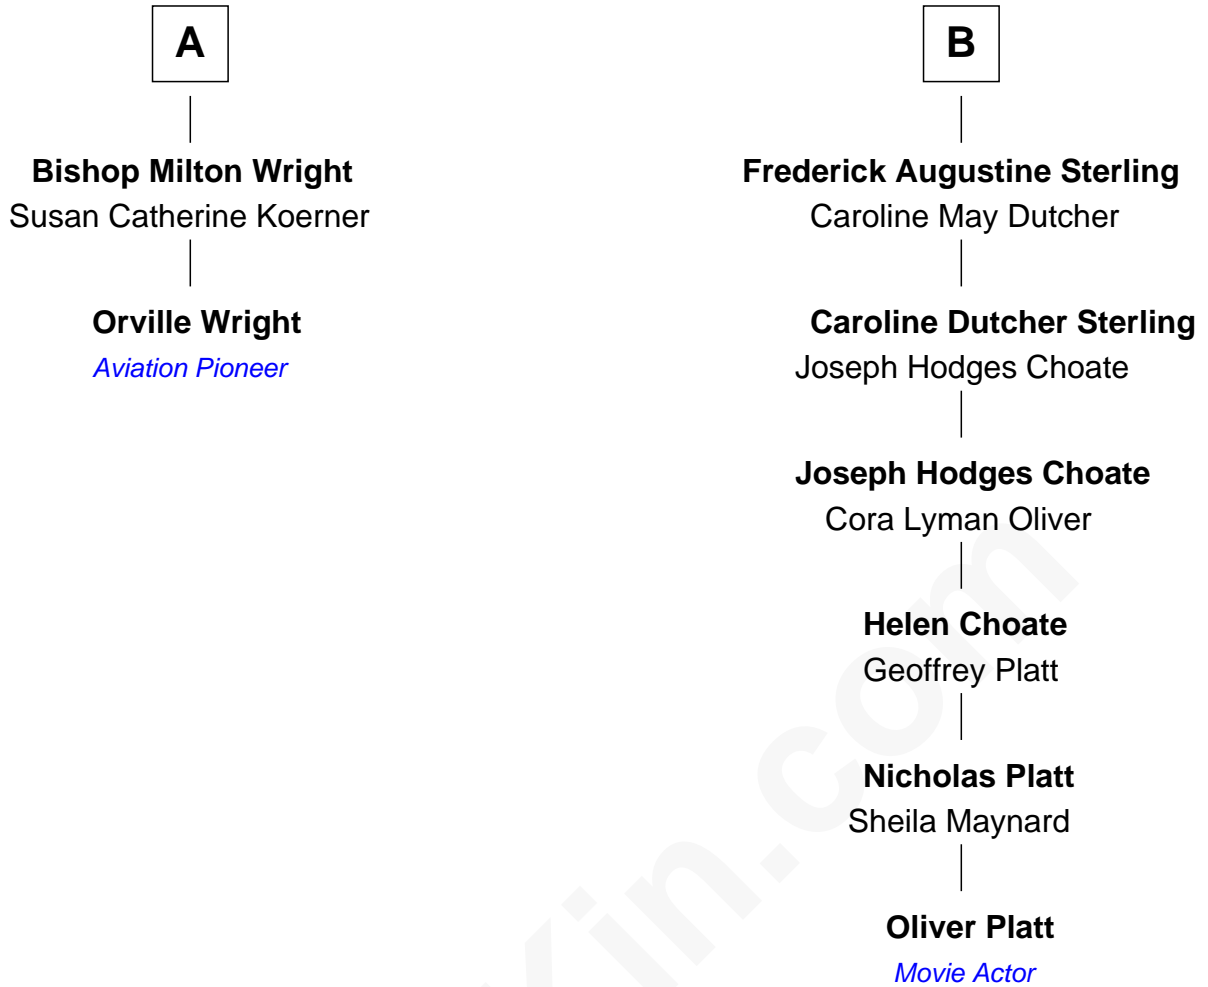 A
Bishop Milton Wright
Susan Catherine Koerner
Orville Wright
Aviation Pioneer
B
Frederick Augustine Sterling
Caroline May Dutcher
Caroline Dutcher Sterling
Joseph Hodges Choate
Joseph Hodges Choate
Cora Lyman Oliver
Helen Choate
Geoffrey Platt
Nicholas Platt
Sheila Maynard
Oliver Platt
Movie Actor
Kin.com